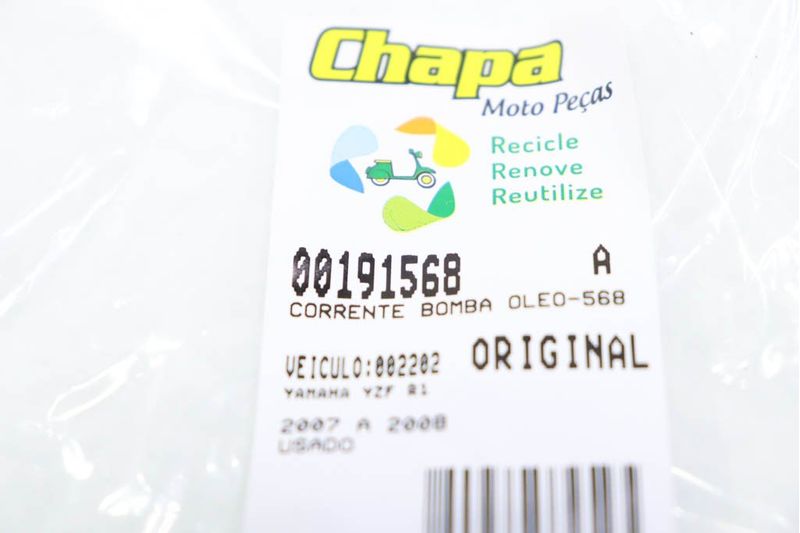 Chapa
Moto Peças
Recicle
Renove
Reutilize
00191568 A
CORRENTE BOMBA OLEO-568
VEICULO:002202 ORIGINAL
YAMAHA YZF R1
2007 A 2008
USADO